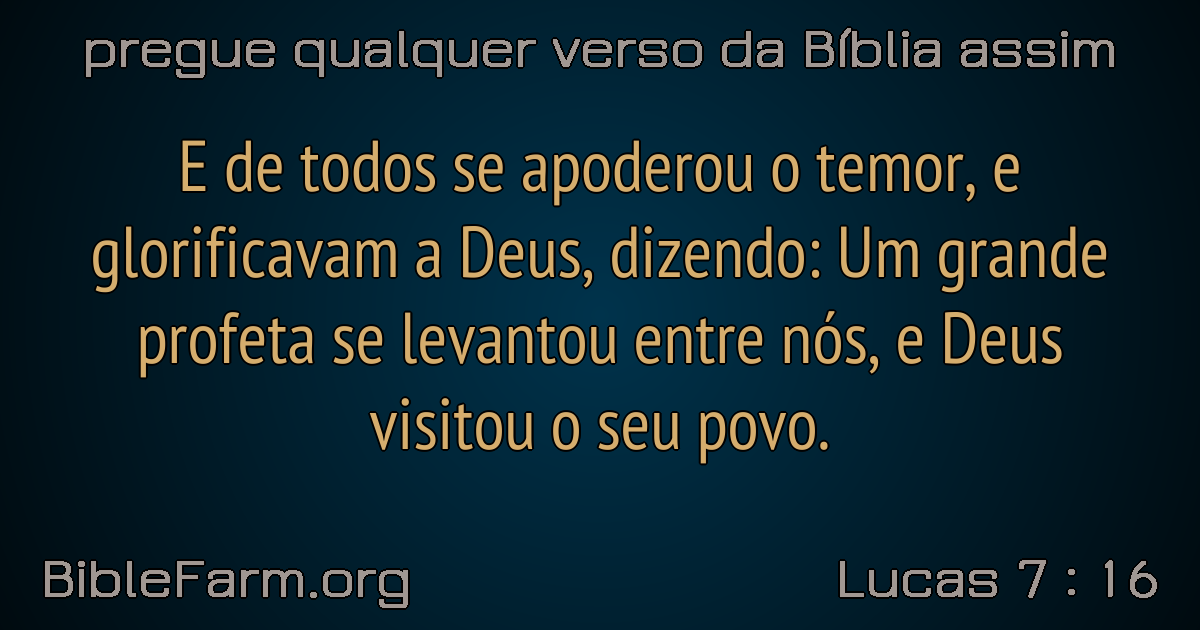 pregue qualquer verso da Bíblia assim
E de todos se apoderou o temor, e
glorificavam a Deus, dizendo: Um grande
profeta se levantou entre nós, e Deus
visitou o seu povo.
BibleFarm.org
Lucas 7 : 16